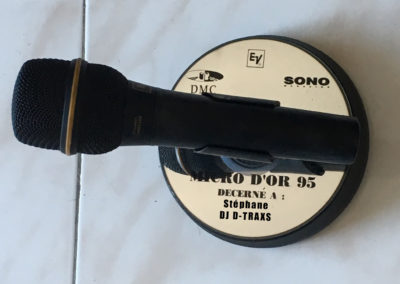 EV
SONO
DMC
MICRO D'OR 95
DECERNÉ A :
Stéphane
DJ D-TRAXS